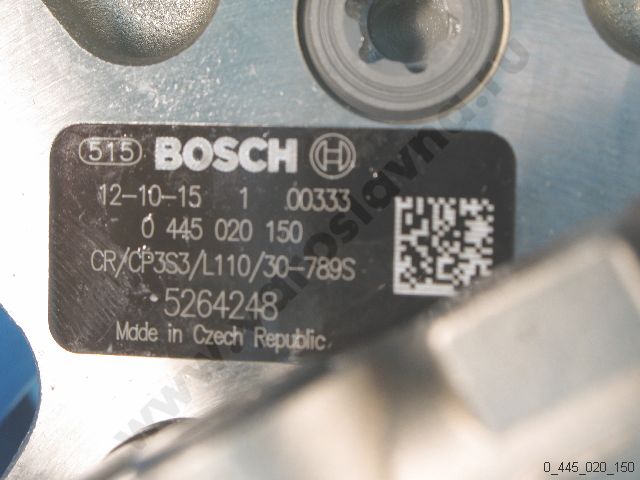 515 BOSCH
12-10-15 1 00333
0 445 020 150
CR/CP3S3/L110/30-789S
5264248
Made in Czech Republic
0_445_020_150